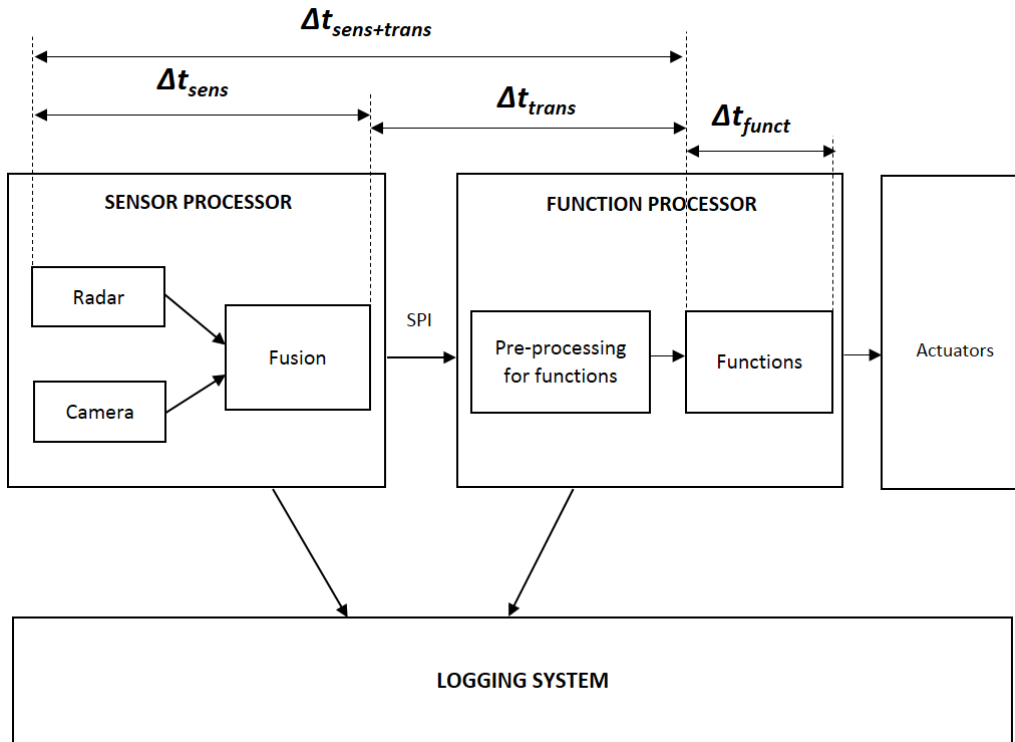 Δt_sens+trans
Δt_sens
Δt_trans
Δt_funct
SENSOR PROCESSOR
FUNCTION PROCESSOR
Radar
Camera
Fusion
SPI
Pre-processing
for functions
Functions
Actuators
LOGGING SYSTEM